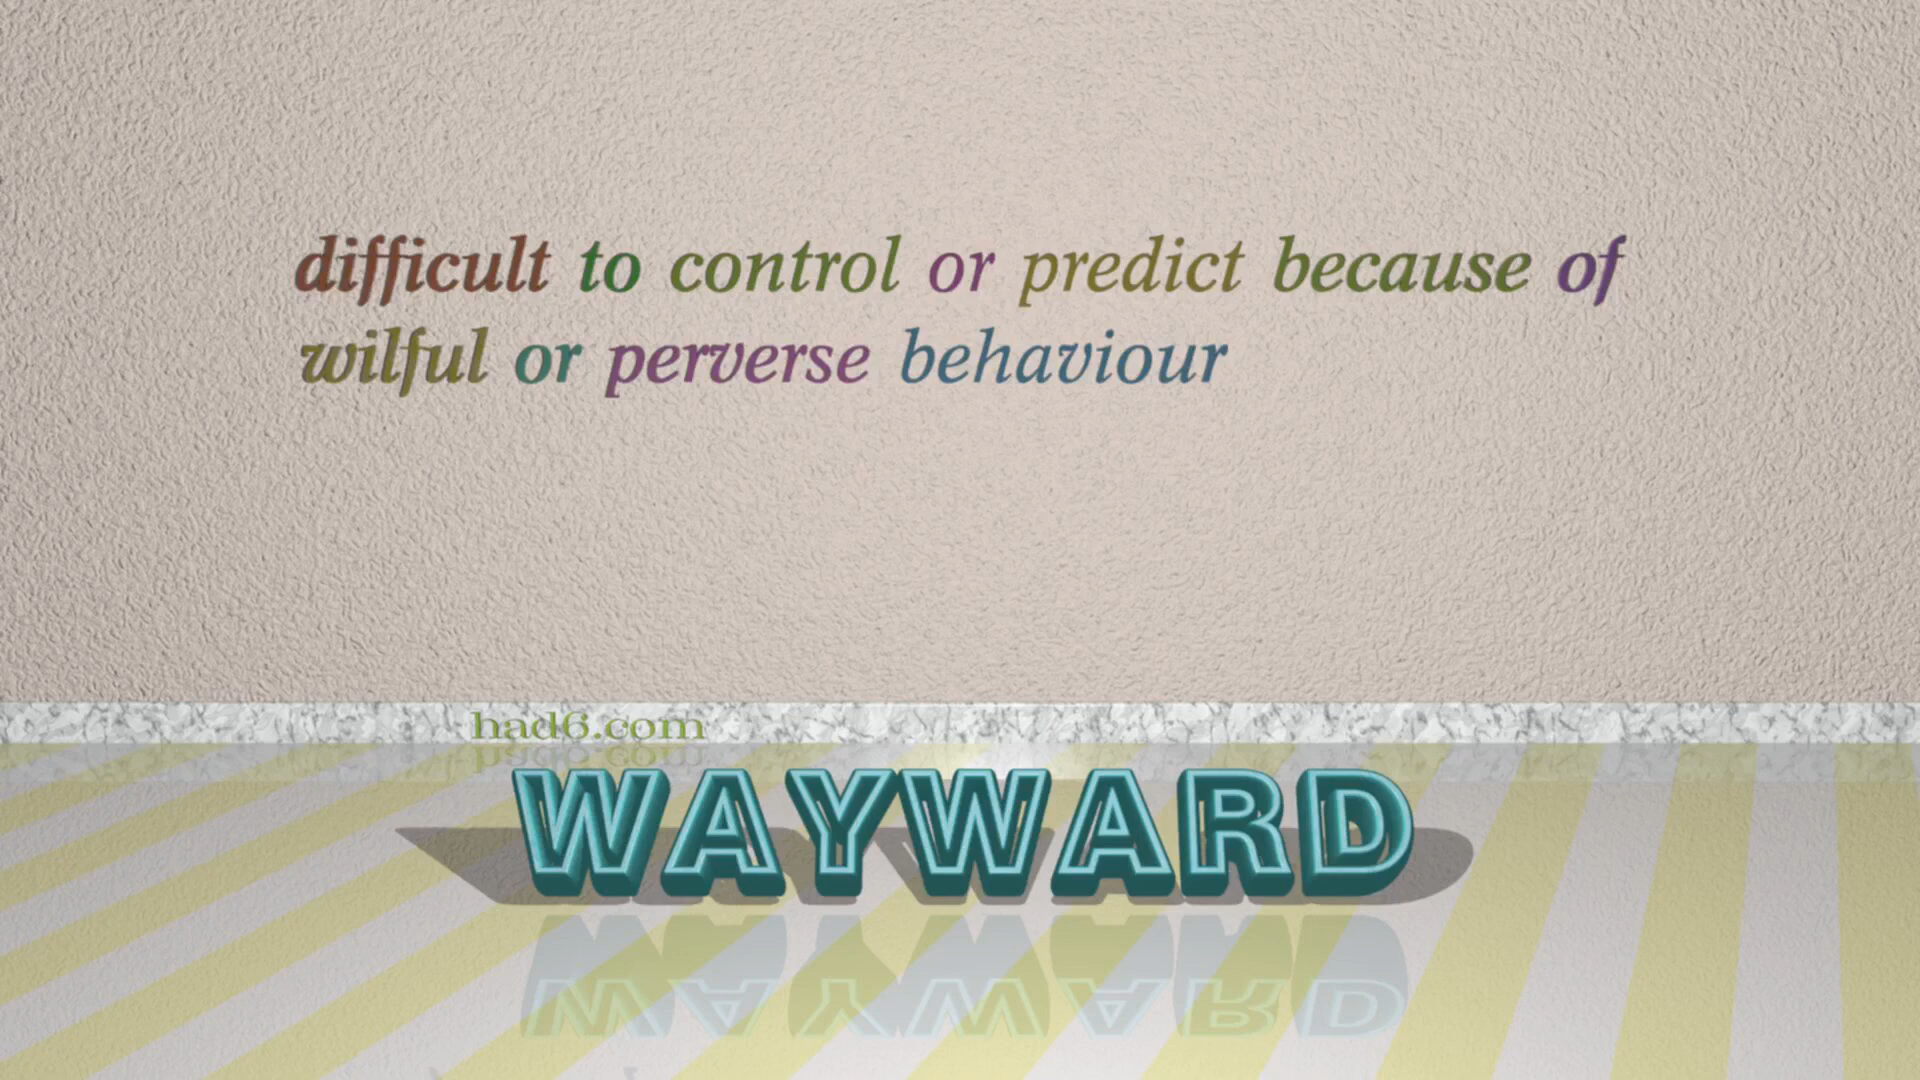 difficult to control or predict because of
wilful or perverse behaviour
had6.com
WAYWARD